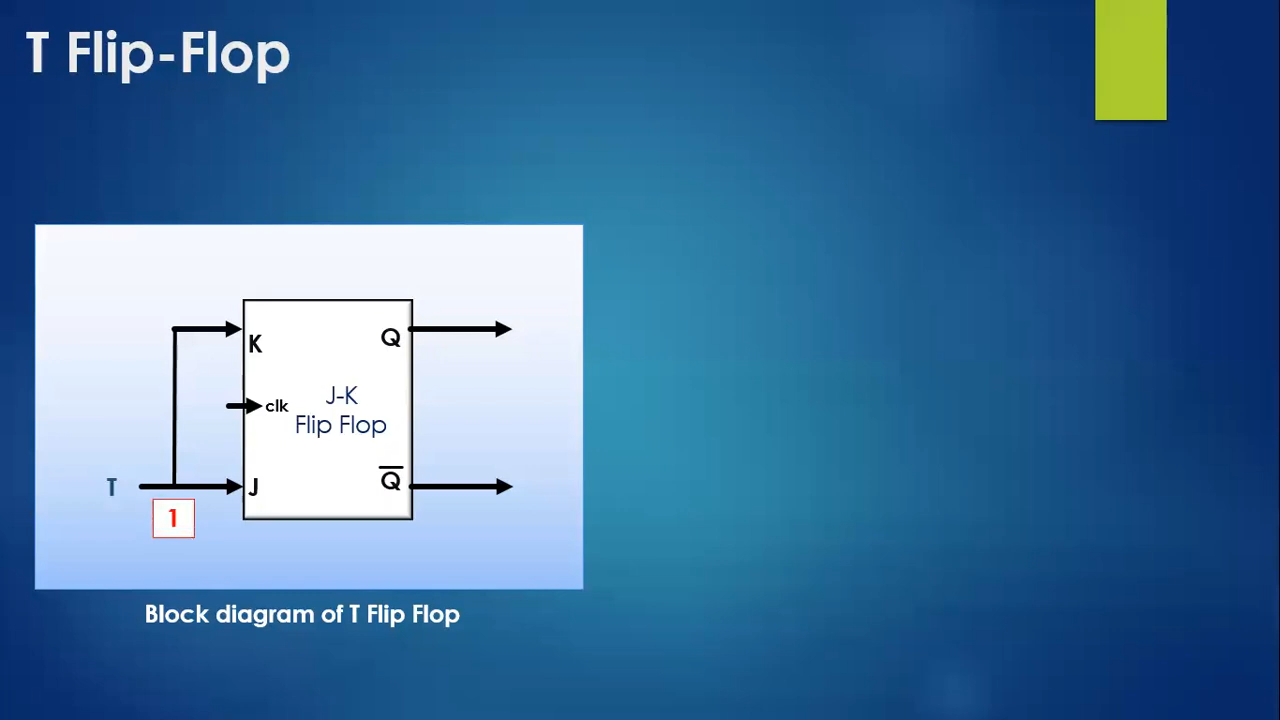 T Flip-Flop
K
Q
J-K
clk
Flip Flop
T
J
Q̅
1
Block diagram of T Flip Flop